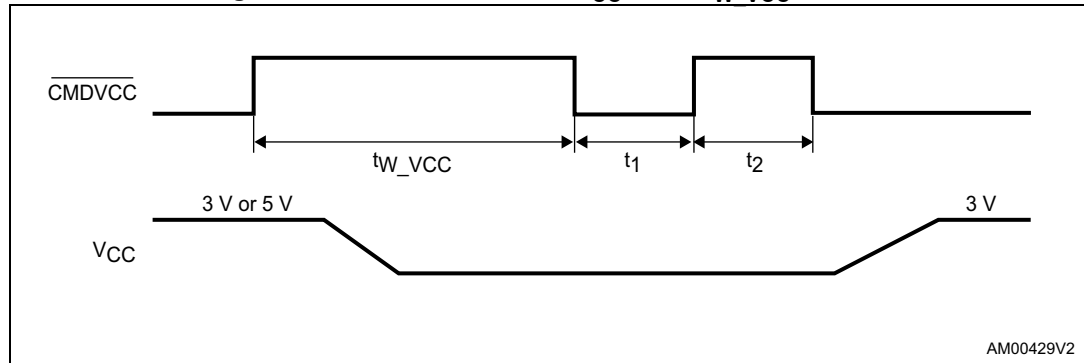 CMDVCC
tW_VCC t1 t2
3 V or 5 V 3 V
VCC
AM00429V2